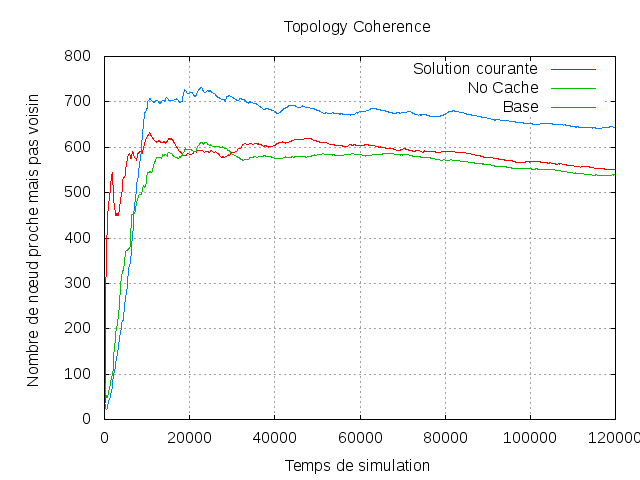 Topology Coherence
800
700
600
500
400
300
200
100
0
Nombre de nœud proche mais pas voisin
Solution courante
No Cache
Base
0 20000 40000 60000 80000 100000 120000
Temps de simulation